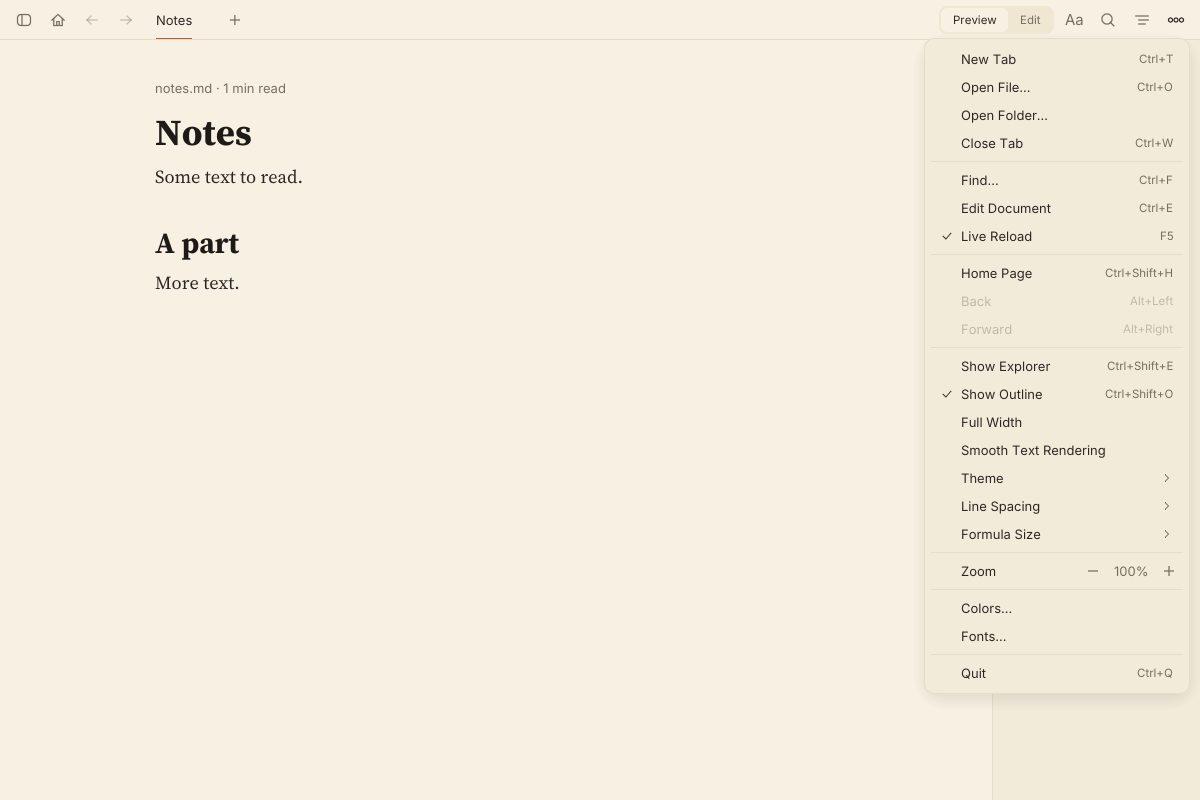 Notes
Preview Edit Aa
New Tab Ctrl+T
Open File... Ctrl+O
Open Folder...
Close Tab Ctrl+W
Find... Ctrl+F
Edit Document Ctrl+E
Live Reload F5
Home Page Ctrl+Shift+H
Back Alt+Left
Forward Alt+Right
Show Explorer Ctrl+Shift+E
Show Outline Ctrl+Shift+O
Full Width
Smooth Text Rendering
Theme
Line Spacing
Formula Size
Zoom − 100% +
Colors...
Fonts...
Quit Ctrl+Q
notes.md · 1 min read
Notes
Some text to read.
A part
More text.